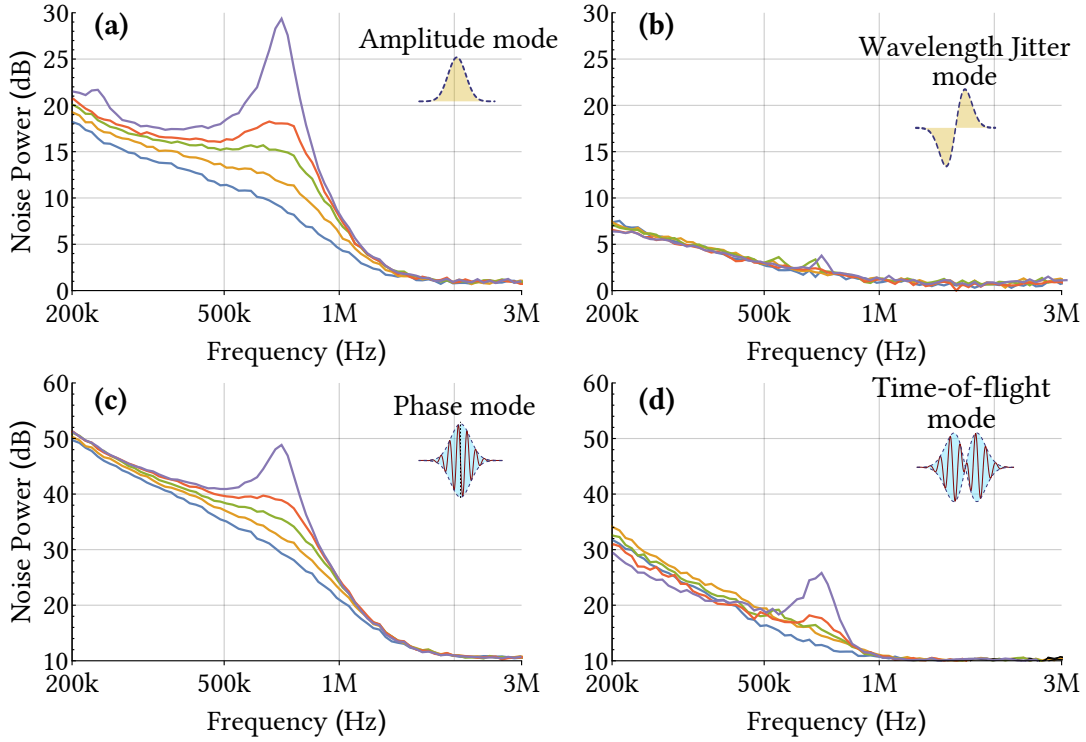 30
25
20
15
10
5
0
Noise Power (dB)
(a)
Amplitude mode
200k 500k 1M 3M
Frequency (Hz)
30
25
20
15
10
5
0
(b)
Wavelength Jitter
mode
200k 500k 1M 3M
Frequency (Hz)
60
50
40
30
20
10
Noise Power (dB)
(c)
Phase mode
200k 500k 1M 3M
Frequency (Hz)
60
50
40
30
20
10
(d)
Time-of-flight
mode
200k 500k 1M 3M
Frequency (Hz)